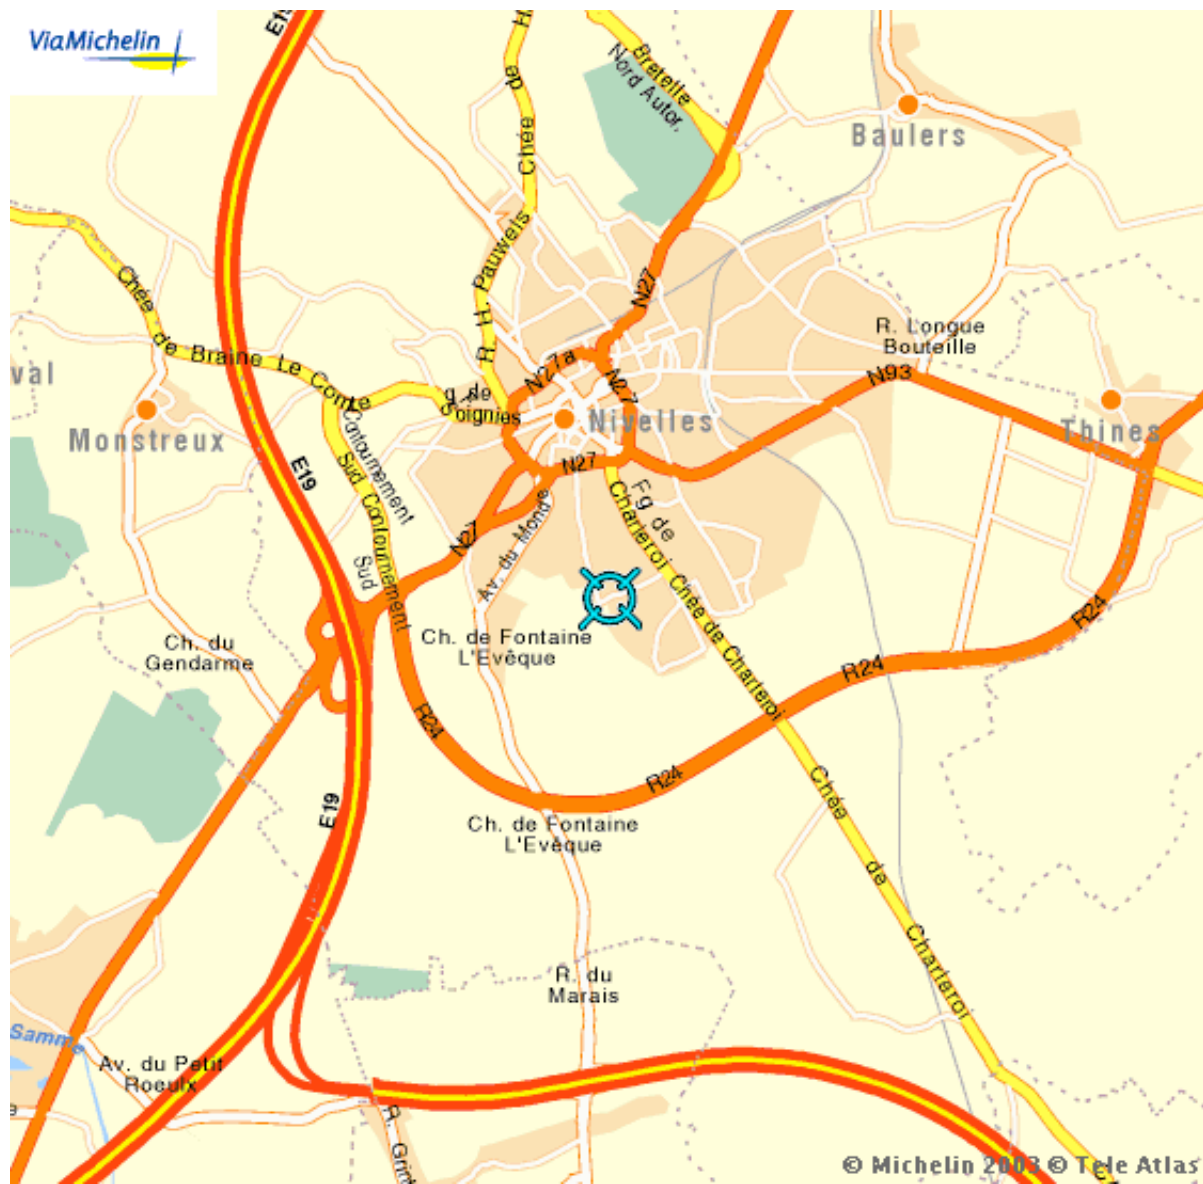 ViaMichelin
E19
Chée de H
Bretelle
Nord Autor.
Baulers
R. H. Pauwels
N27
Chée de Braine Le Comte
R. Longue
Bouteille
val
N27a
N27
N93
g. de
Soignies
Monstreux
Nivelles
Thines
Contournement
Sud
E19
N27
Fg de
Charleroi
Contournement
Sud
N27
Av. du Monde
Chée de Charleroi
R24
Ch. du
Gendarme
Ch. de Fontaine
L'Evêque
R24
R24
R24
E19
Ch. de Fontaine
L'Evêque
Chée de Charleroi
R. du
Marais
Samme
Av. du Petit
Roeulx
e
R. Grin
© Michelin 2003 © Tele Atlas